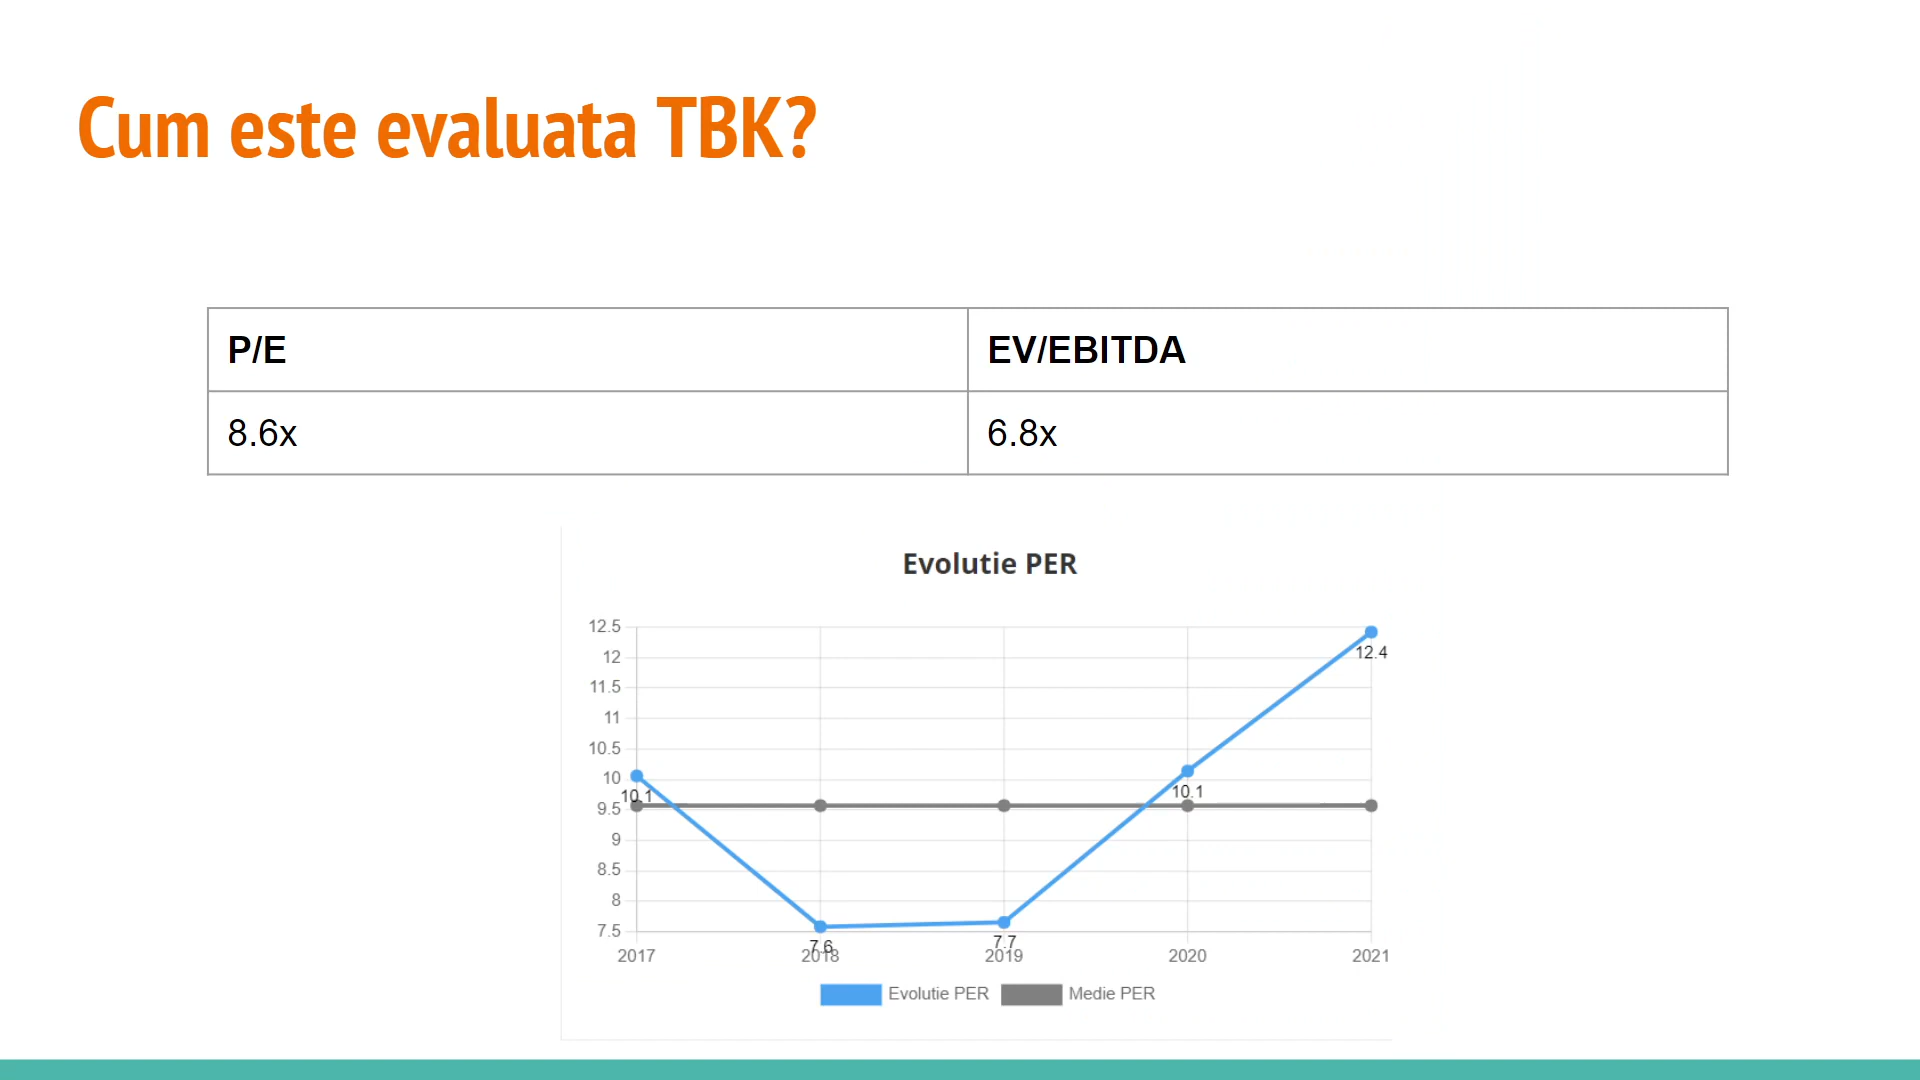 Cum este evaluata TBK?
P/E EV/EBITDA
8.6x 6.8x
Evolutie PER
12.5
12
11.5
11
10.5
10
9.5
9
8.5
8
7.5
10.1
7.6
7.7
10.1
12.4
2017 2018 2019 2020 2021
Evolutie PER Medie PER